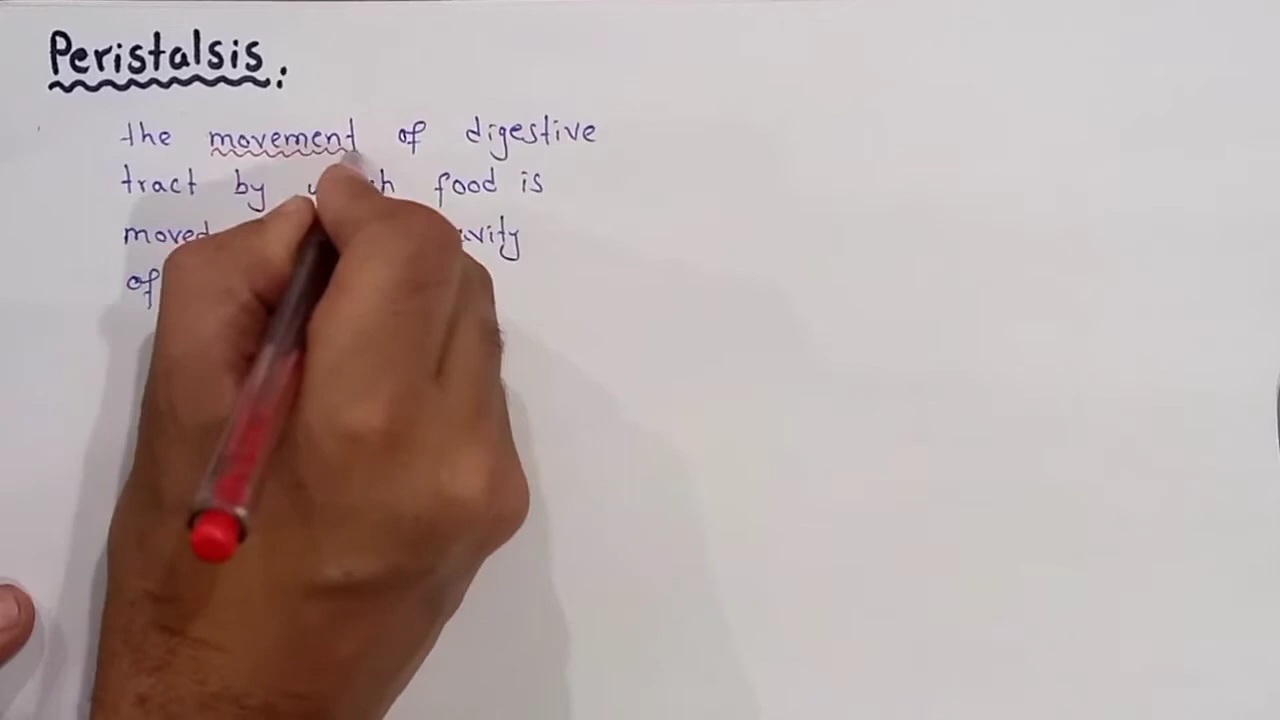 Peristalsis:
the movement of digestive
tract by food is
moved
of